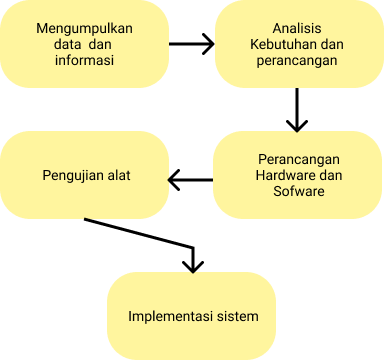 Mengumpulkan
data dan
informasi
Analisis
Kebutuhan dan
perancangan
Perancangan
Hardware dan
Sofware
Pengujian alat
Implementasi sistem